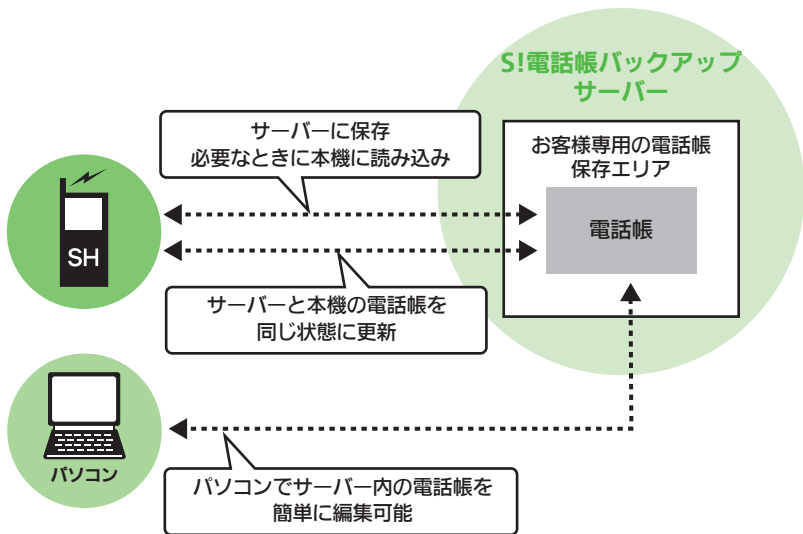 S!電話帳バックアップ
サーバー
サーバーに保存
必要なときに本機に読み込み
お客様専用の電話帳
保存エリア
電話帳
SH
サーバーと本機の電話帳を
同じ状態に更新
パソコン
パソコンでサーバー内の電話帳を
簡単に編集可能